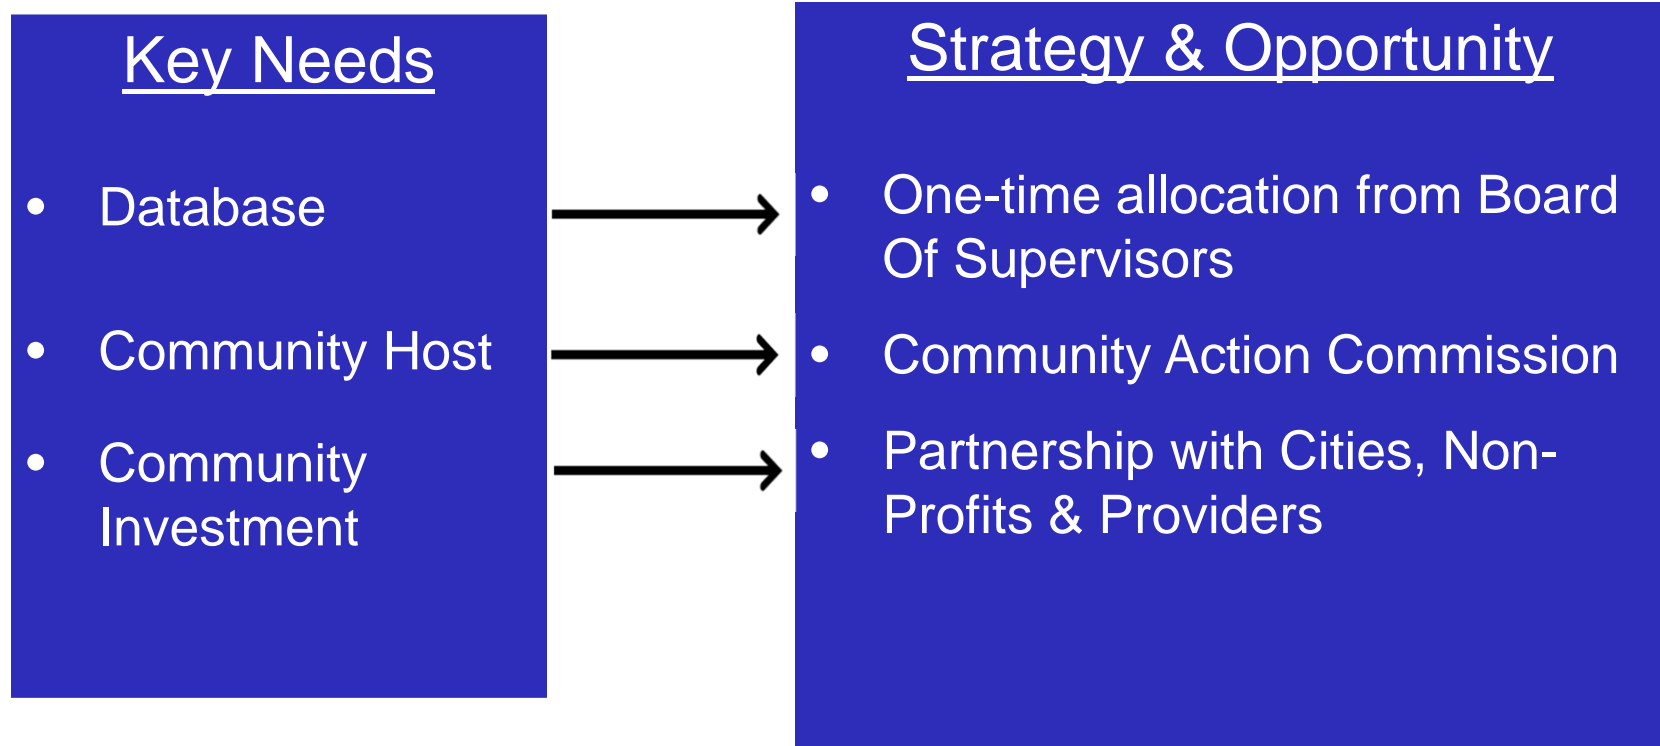 Key Needs
• Database
• Community Host
• Community
Investment
Strategy & Opportunity
• One-time allocation from Board
Of Supervisors
• Community Action Commission
• Partnership with Cities, Non-
Profits & Providers